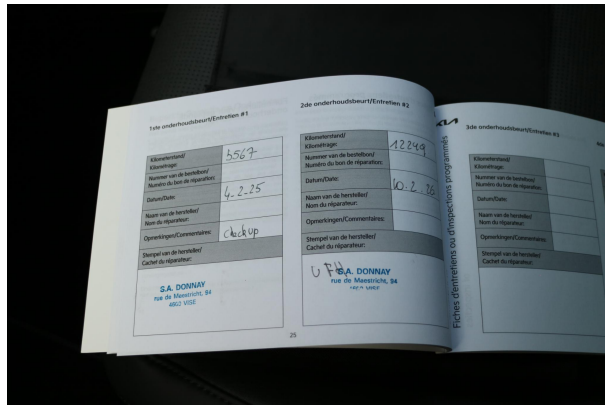 1ste onderhoudsbeurt/Entretien #1
Kilometerstand/
Kilométrage:
5567
Nummer van de bestelbon/
Numéro du bon de réparation:
Datum/Date:
4-2-25
Naam van de hersteller/
Nom du réparateur:
Opmerkingen/Commentaires:
Check up
Stempel van de hersteller/
Cachet du réparateur:
S.A. DONNAY
rue de Maestricht, 94
4602 VISE
2de onderhoudsbeurt/Entretien #2
Kilometerstand/
Kilométrage:
12249
Nummer van de bestelbon/
Numéro du bon de réparation:
Datum/Date:
10.2.26
Naam van de hersteller/
Nom du réparateur:
Opmerkingen/Commentaires:
Stempel van de hersteller/
Cachet du réparateur:
S.A. DONNAY
rue de Maestricht, 94
25
KIA
Fiches d'entretiens ou d'inspections programmés
3de onderhoudsbeurt/Entretien #3
Kilometerstand/
Kilométrage:
Nummer van de bestelbon/
Numéro du bon de réparation:
Datum/Date:
Naam van de hersteller/
Nom du réparateur:
Opmerkingen/Commentaires:
Stempel van de hersteller/
Cachet du réparateur: